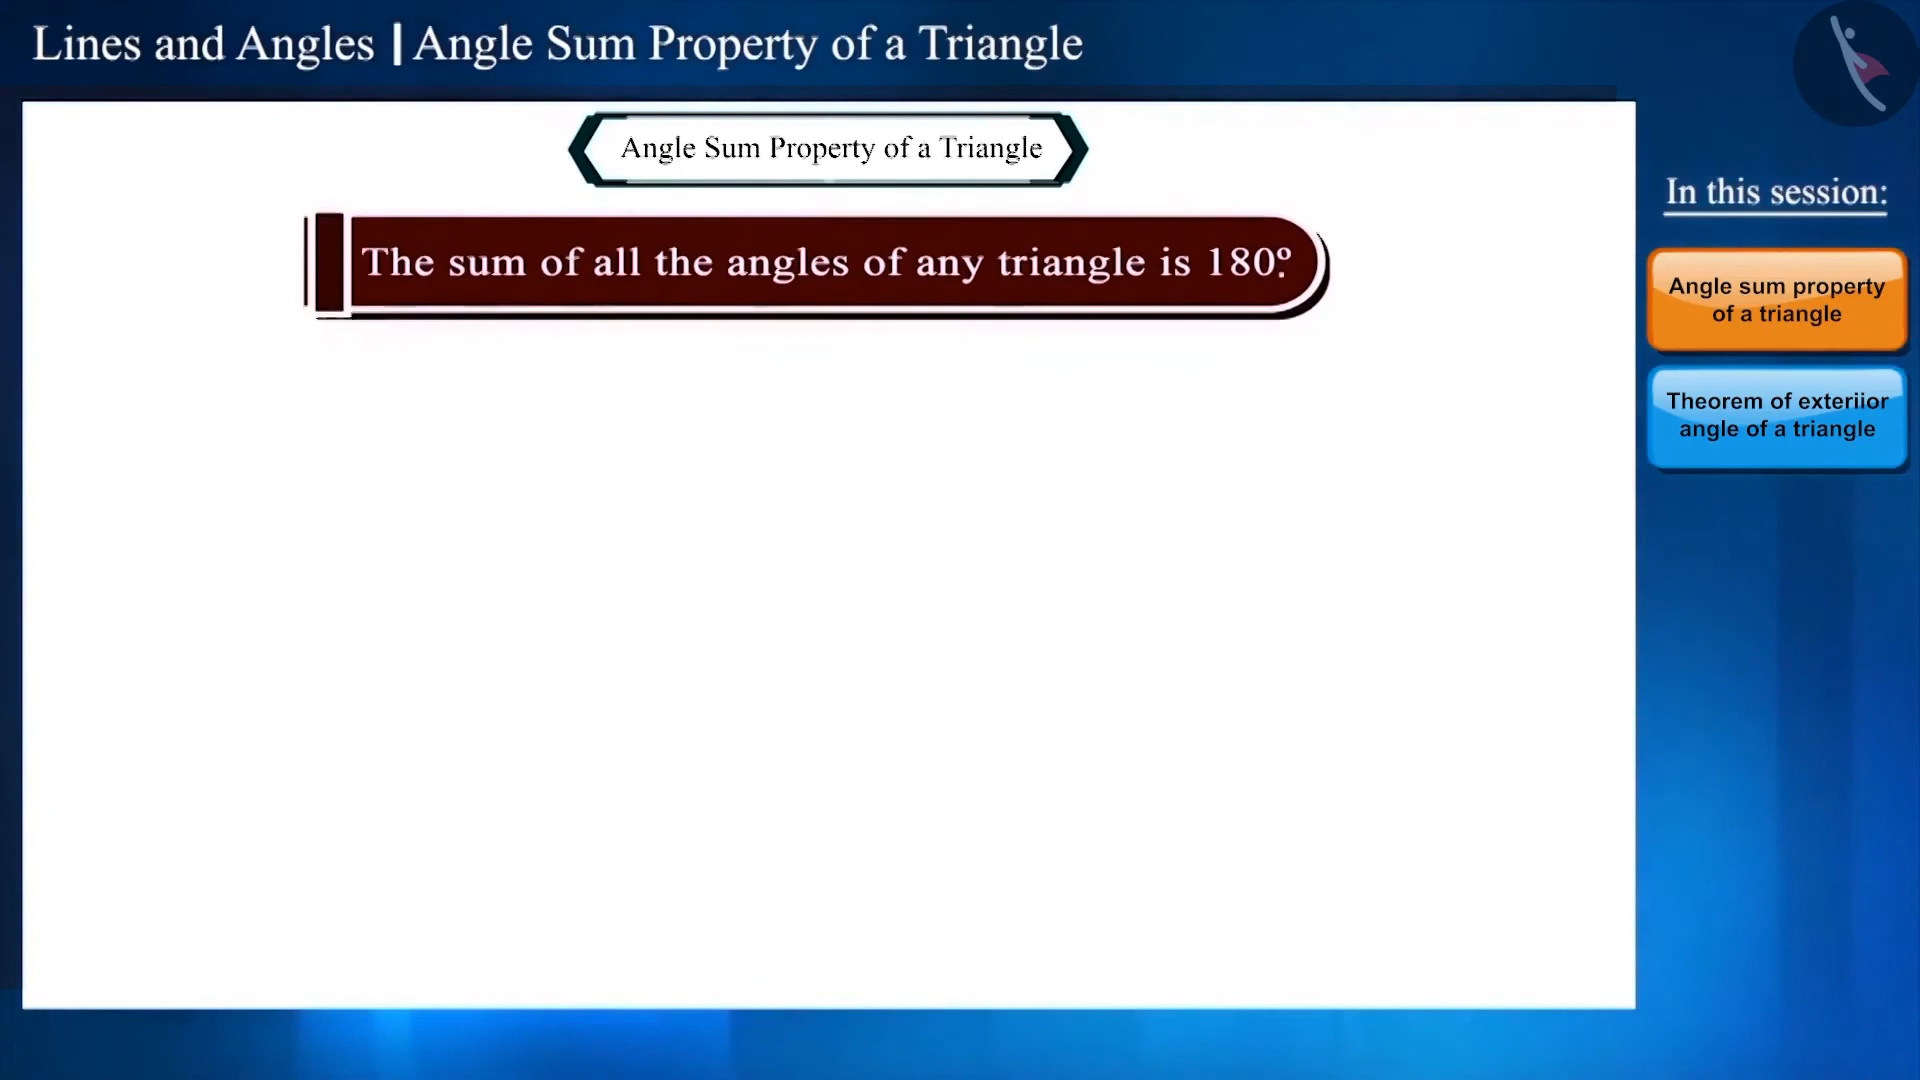 Lines and Angles | Angle Sum Property of a Triangle
Angle Sum Property of a Triangle
The sum of all the angles of any triangle is 180º.
In this session:
Angle sum property
of a triangle
Theorem of exteriior
angle of a triangle